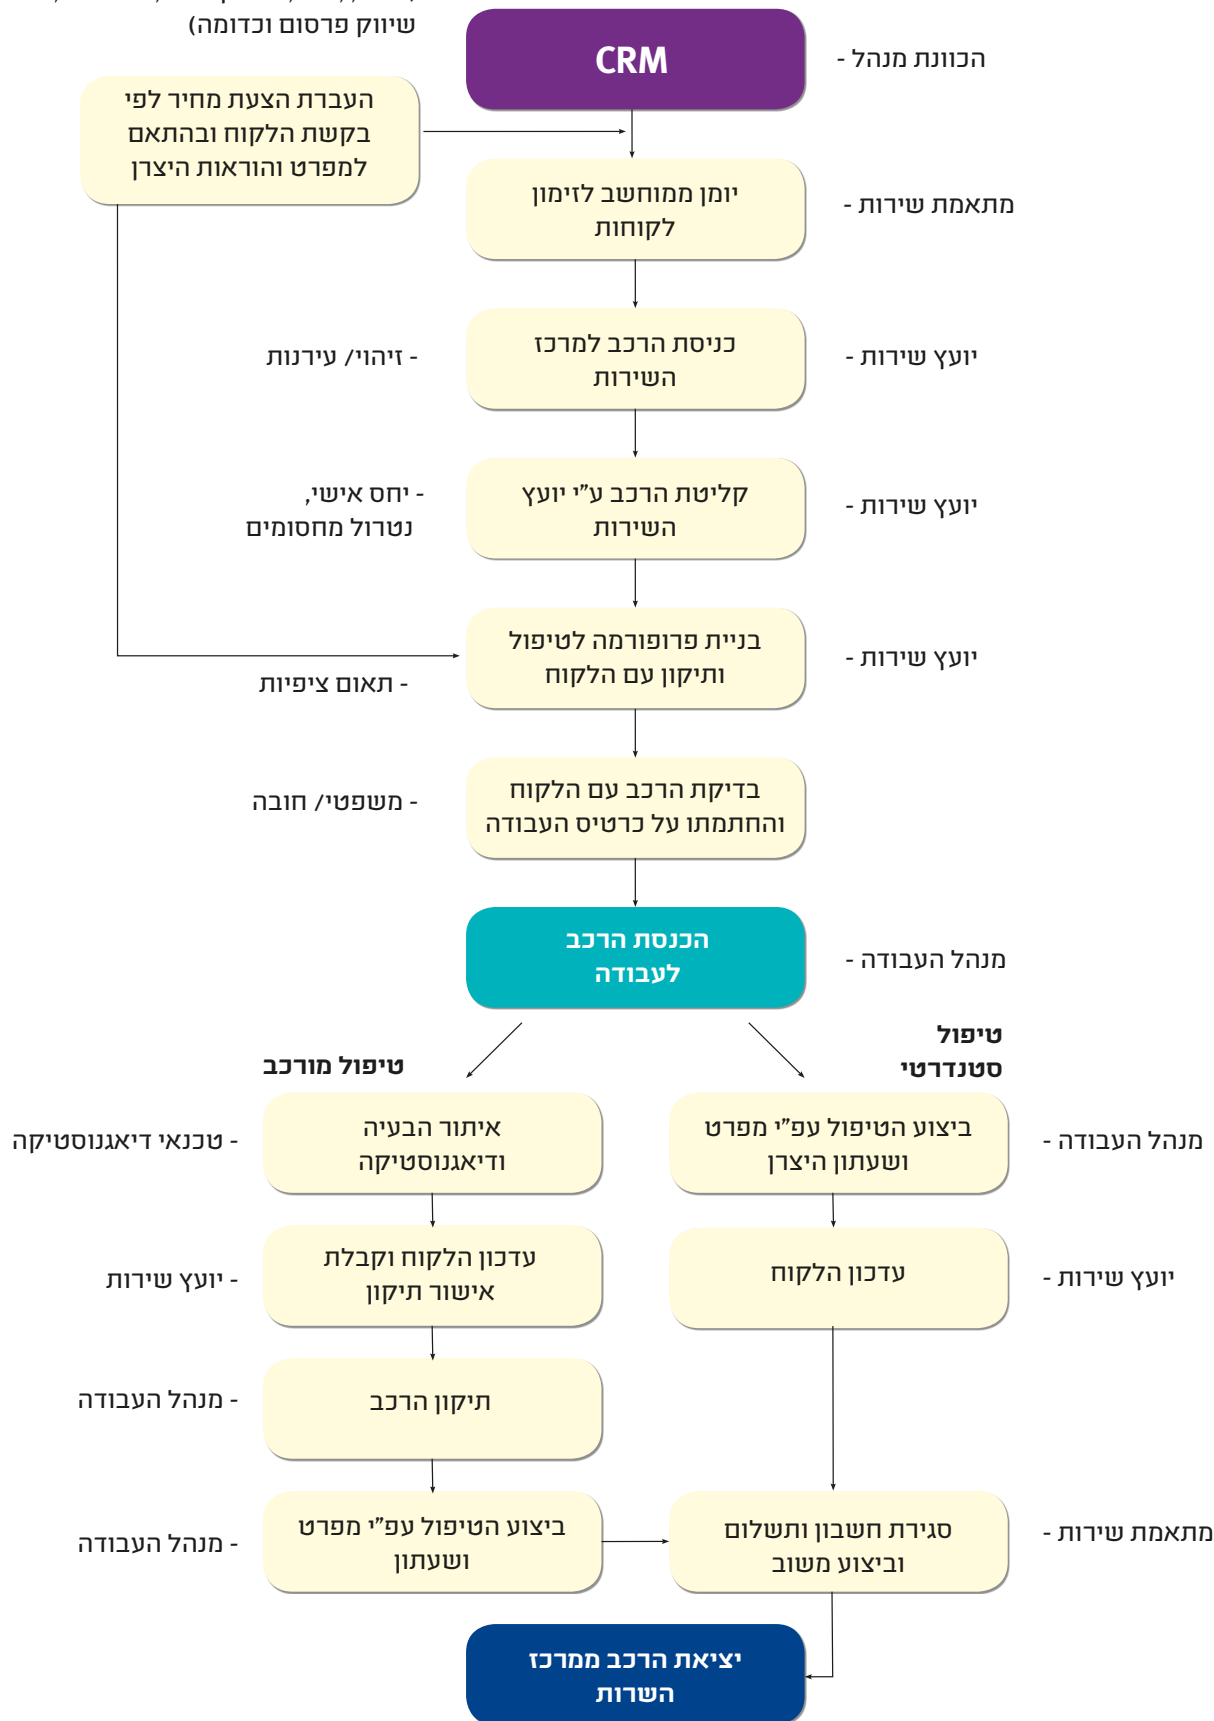 שיווק פרסום וכדומה)
CRM
הכוונת מנהל -
העברת הצעת מחיר לפי
בקשת הלקוח ובהתאם
למפרט והוראות היצרן
יומן ממוחשב לזימון
לקוחות
מתאמת שירות -
כניסת הרכב למרכז
השירות
יועץ שירות -
- זיהוי/ עירנות
קליטת הרכב ע"י יועץ
השירות
יועץ שירות -
- יחס אישי,
נטרול מחסומים
בניית פרופורמה לטיפול
ותיקון עם הלקוח
יועץ שירות -
- תאום ציפיות
בדיקת הרכב עם הלקוח
והחתמתו על כרטיס העבודה
- משפטי/ חובה
הכנסת הרכב
לעבודה
מנהל העבודה -
טיפול
סטנדרטי
טיפול מורכב
מנהל העבודה -
ביצוע הטיפול עפ"י מפרט
ושעתון היצרן
איתור הבעיה
ודיאגנוסטיקה
- טכנאי דיאגנוסטיקה
יועץ שירות -
עדכון הלקוח
עדכון הלקוח וקבלת
אישור תיקון
- יועץ שירות
תיקון הרכב
- מנהל העבודה
מתאמת שירות -
סגירת חשבון ותשלום
וביצוע משוב
ביצוע הטיפול עפ"י מפרט
ושעתון
- מנהל העבודה
יציאת הרכב ממרכז
השרות